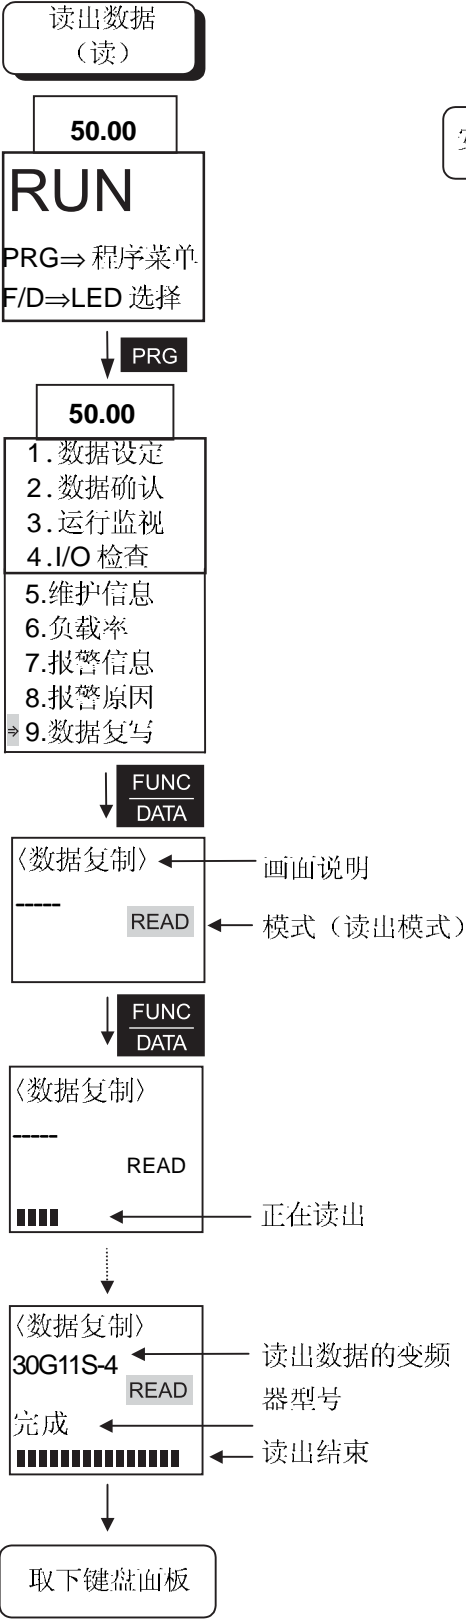 读出数据
（读）
50.00
RUN
PRG⇒程序菜单
F/D⇒LED 选择
PRG
50.00
1.数据设定
2.数据确认
3.运行监视
4.I/O 检查
5.维护信息
6.负载率
7.报警信息
8.报警原因
⇒ 9.数据复写
FUNC
DATA
〈数据复制〉
画面说明
-----
READ
模式（读出模式）
FUNC
DATA
〈数据复制〉
-----
READ
正在读出
〈数据复制〉
30G11S-4
读出数据的变频
器型号
READ
完成
读出结束
取下键盘面板